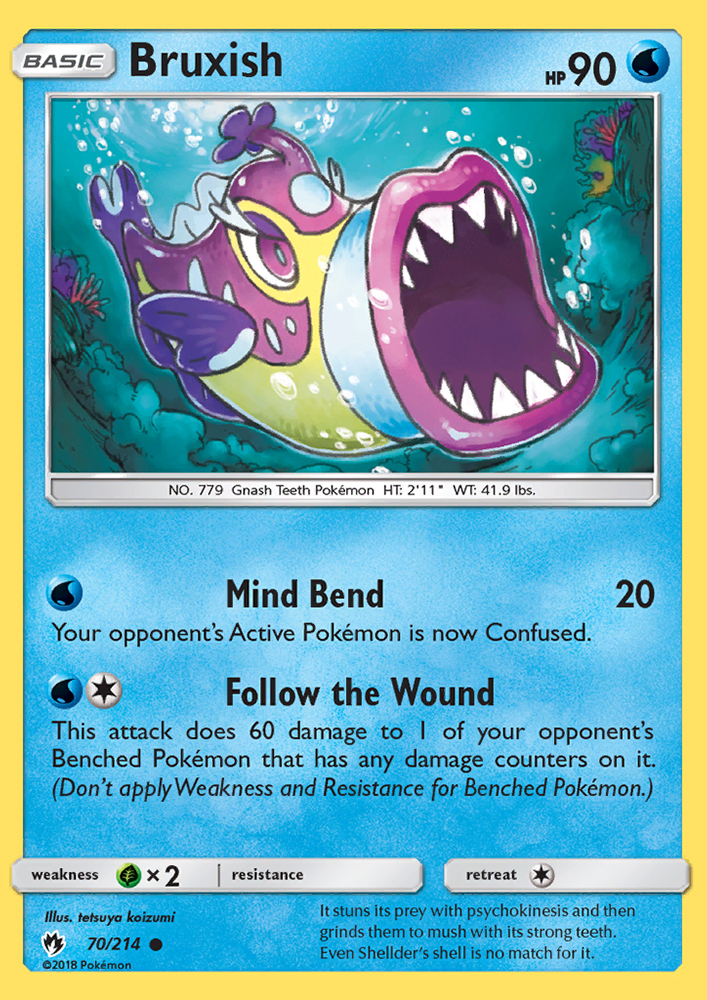 BASIC Bruxish HP 90
NO. 779 Gnash Teeth Pokémon HT: 2'11" WT: 41.9 lbs.
Mind Bend 20
Your opponent's Active Pokémon is now Confused.
Follow the Wound
This attack does 60 damage to 1 of your opponent's
Benched Pokémon that has any damage counters on it.
(Don't apply Weakness and Resistance for Benched Pokémon.)
weakness ×2 resistance retreat
Illus. tetsuya koizumi
70/214
©2018 Pokémon
It stuns its prey with psychokinesis and then
grinds them to mush with its strong teeth.
Even Shellder's shell is no match for it.